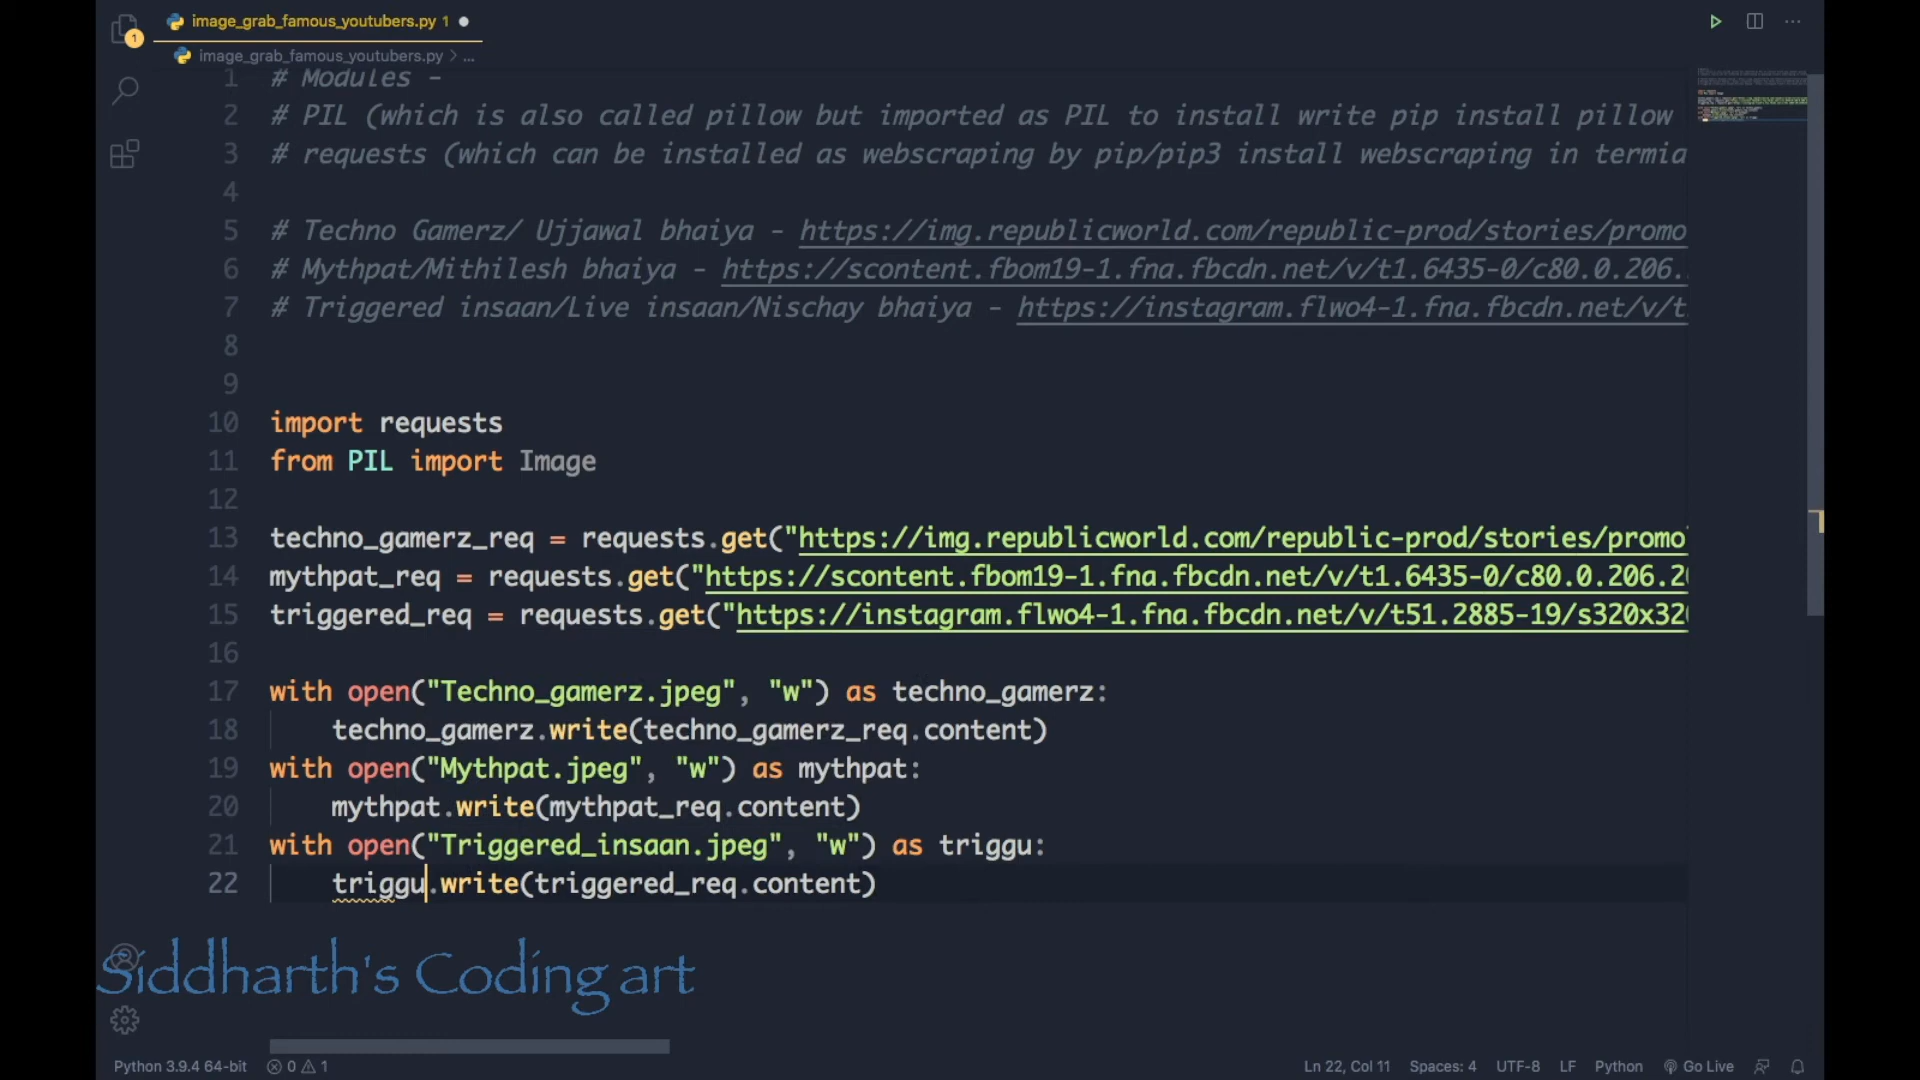 image_grab_famous_youtubers.py 1
image_grab_famous_youtubers.py > ...
1
1 # Modules -
2 # PIL (which is also called pillow but imported as PIL to install write pip install pillow
3 # requests (which can be installed as webscraping by pip/pip3 install webscraping in termia
4
5 # Techno Gamerz/ Ujjawal bhaiya - https://img.republicworld.com/republic-prod/stories/promo
6 # Mythpat/Mithilesh bhaiya - https://scontent.fbom19-1.fna.fbcdn.net/v/t1.6435-0/c80.0.206.
7 # Triggered insaan/Live insaan/Nischay bhaiya - https://instagram.flwo4-1.fna.fbcdn.net/v/t
8
9
10 import requests
11 from PIL import Image
12
13 techno_gamerz_req = requests.get("https://img.republicworld.com/republic-prod/stories/promo
14 mythpat_req = requests.get("https://scontent.fbom19-1.fna.fbcdn.net/v/t1.6435-0/c80.0.206.20
15 triggered_req = requests.get("https://instagram.flwo4-1.fna.fbcdn.net/v/t51.2885-19/s320x320
16
17 with open("Techno_gamerz.jpeg", "w") as techno_gamerz:
18 techno_gamerz.write(techno_gamerz_req.content)
19 with open("Mythpat.jpeg", "w") as mythpat:
20 mythpat.write(mythpat_req.content)
21 with open("Triggered_insaan.jpeg", "w") as triggu:
22 triggu.write(triggered_req.content)
Siddharth's Coding art
Python 3.9.4 64-bit 0 1 Ln 22, Col 11 Spaces: 4 UTF-8 LF Python Go Live